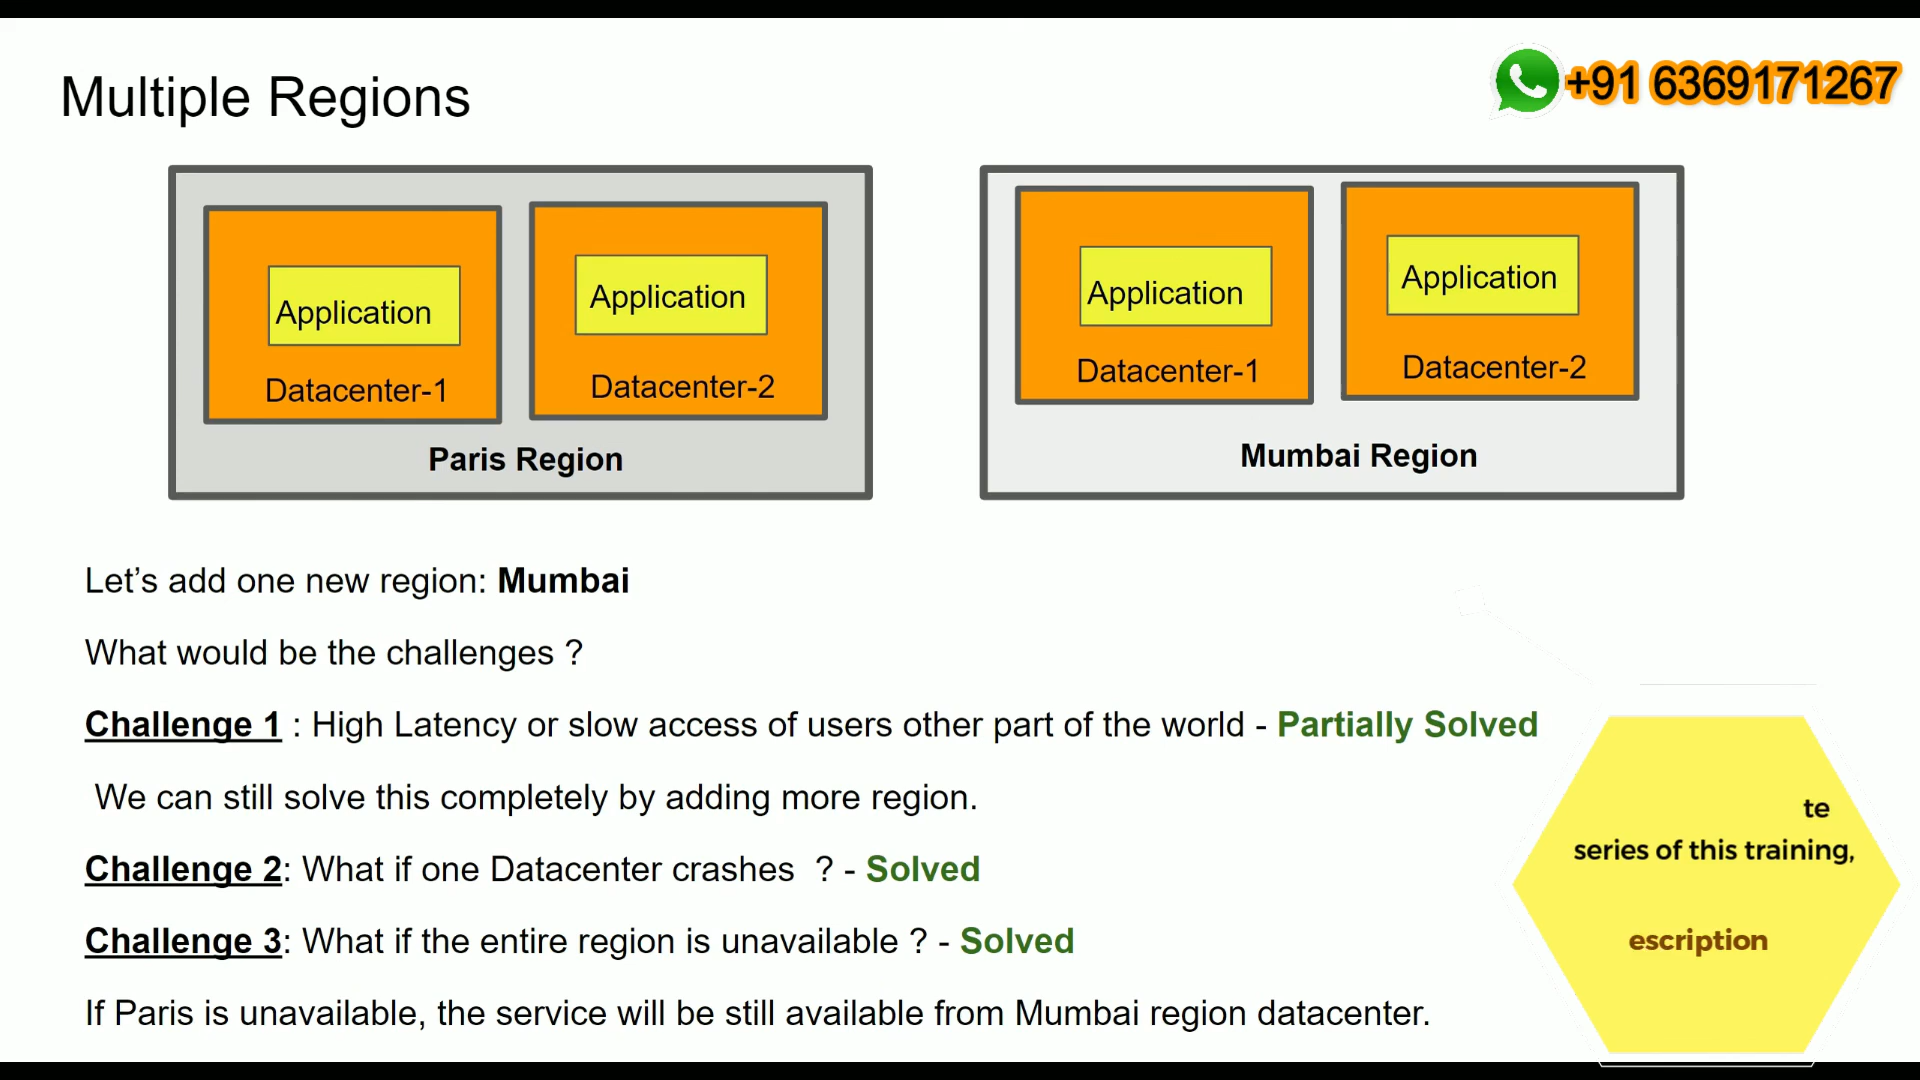 Multiple Regions
+91 6369171267
Application
Datacenter-1
Application
Datacenter-2
Paris Region
Application
Datacenter-1
Application
Datacenter-2
Mumbai Region
Let’s add one new region: Mumbai
What would be the challenges ?
Challenge 1 : High Latency or slow access of users other part of the world - Partially Solved
We can still solve this completely by adding more region.
Challenge 2: What if one Datacenter crashes ? - Solved
Challenge 3: What if the entire region is unavailable ? - Solved
If Paris is unavailable, the service will be still available from Mumbai region datacenter.
te
series of this training,
escription